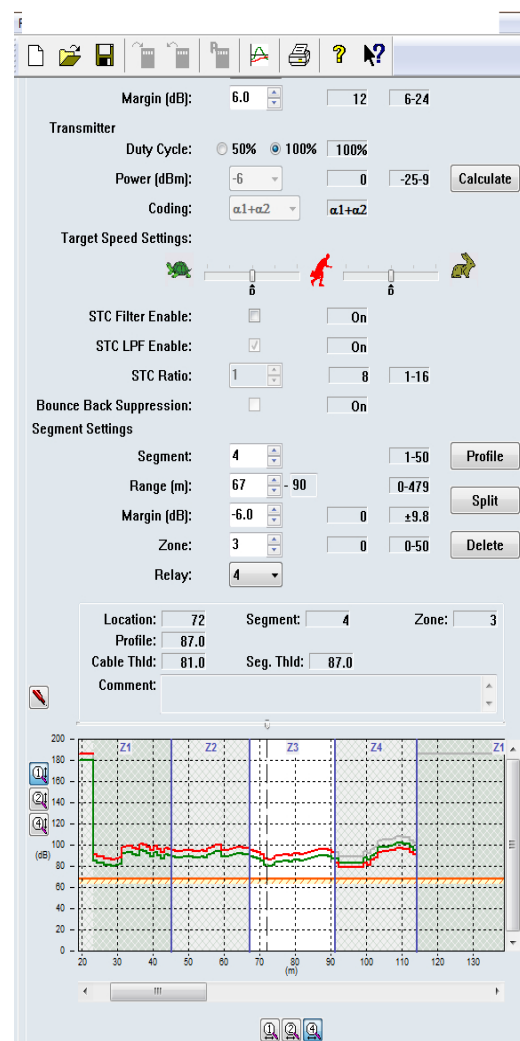 Margin (dB): 6.0 12 6-24
Transmitter
Duty Cycle: 50% 100% 100%
Power (dBm): -6 0 -25-9 Calculate
Coding: α1+α2 α1+α2
Target Speed Settings:
D D
STC Filter Enable: On
STC LPF Enable: On
STC Ratio: 1 8 1-16
Bounce Back Suppression: On
Segment Settings
Segment: 4 1-50 Profile
Range (m): 67 - 90 0-479
Split
Margin (dB): -6.0 0 ±9.8
Zone: 3 0 0-50 Delete
Relay: 4
Location: 72 Segment: 4 Zone: 3
Profile: 87.0
Cable Thld: 81.0 Seg. Thld: 87.0
Comment:
200
Z1 Z2 Z3 Z4 Z1
180
1
160
2
140
4
120
(dB) 100
80
60
40
20
0
20 30 40 50 60 70 80 90 100 110 120 130
(m)
1 2 4